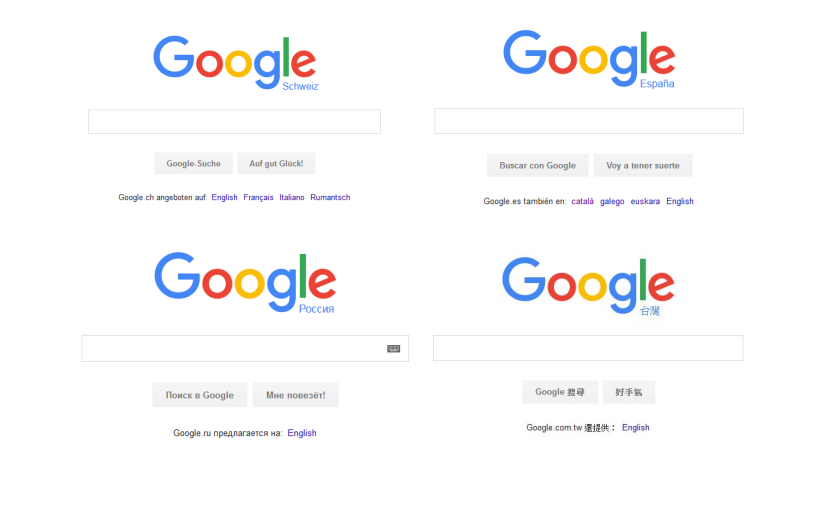 Google
Schweiz
Google-Suche
Auf gut Glück!
Google.ch angeboten auf: English Français Italiano Rumantsch
Google
España
Buscar con Google
Voy a tener suerte
Google.es también en: català galego euskara English
Google
Россия
Поиск в Google
Мне повезёт!
Google.ru предлагается на: English
Google
台灣
Google 搜尋
好手氣
Google.com.tw 還提供： English